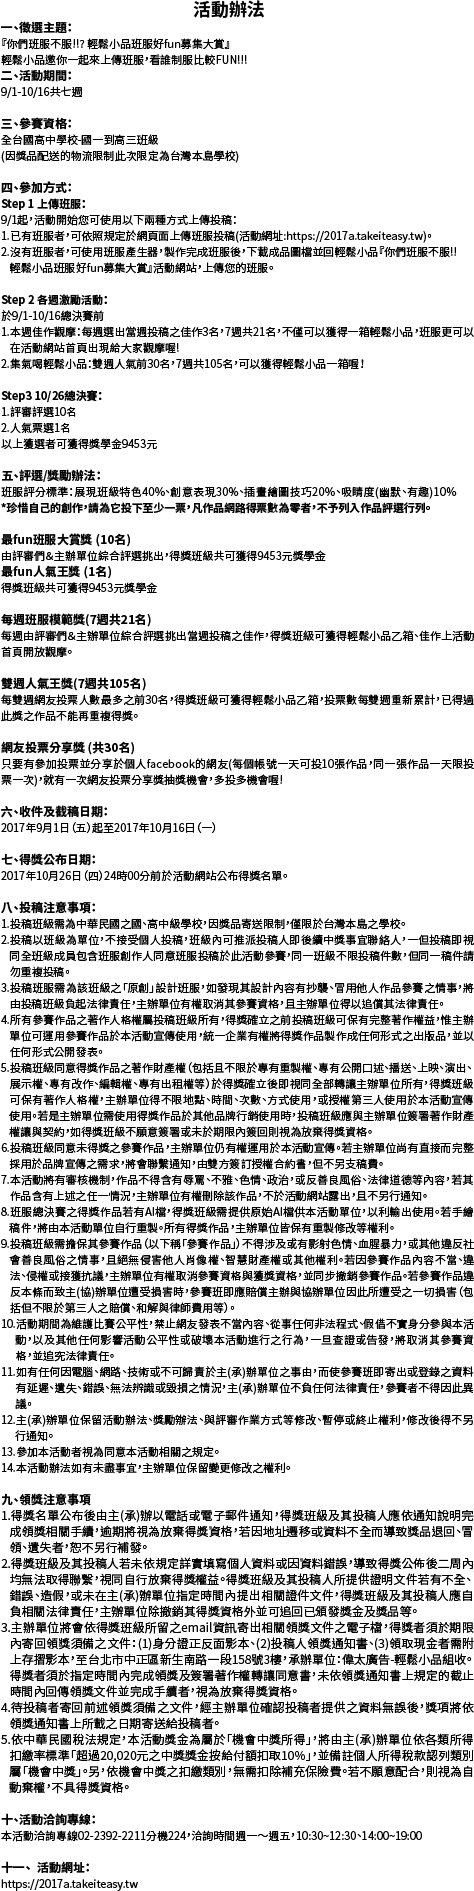 活動辦法
一、徵選主題:
『你們班服不服!!? 輕鬆小品班服好fun募集大賞』
輕鬆小品邀你一起來上傳班服，看誰制服比較FUN!!!
二、活動期間:
9/1-10/16共七週
三、參賽資格:
全台國高中學校-國一到高三班級
(因獎品配送的物流限制此次限定為台灣本島學校)
四、參加方式:
Step 1 上傳班服:
9/1起，活動開始您可使用以下兩種方式上傳投稿:
1.已有班服者，可依照規定於網頁面上傳班服投稿(活動網址:https://2017a.takeiteasy.tw)。
2.沒有班服者，可使用班服產生器，製作完成班服後，下載成品圖檔並回輕鬆小品『你們班服不服!!
輕鬆小品班服好fun募集大賞』活動網站，上傳您的班服。
Step 2 各週激勵活動:
於9/1-10/16總決賽前
1.本週佳作觀摩:每週選出當週投稿之佳作3名，7週共21名，不僅可以獲得一箱輕鬆小品，班服更可以
在活動網站首頁出現給大家觀摩喔!
2.集氣喝輕鬆小品:雙週人氣前30名，7週共105名，可以獲得輕鬆小品一箱喔!
Step3 10/26總決賽:
1.評審評選10名
2.人氣票選1名
以上獲選者可獲得獎學金9453元
五、評選/獎勵辦法:
班服評分標準:展現班級特色40%、創意表現30%、插畫繪圖技巧20%、吸睛度(幽默、有趣)10%
*珍惜自己的創作，請為它投下至少一票，凡作品網路得票數為零者，不予列入作品評選行列。
最fun班服大賞獎 (10名)
由評審們&主辦單位綜合評選挑出，得獎班級共可獲得9453元獎學金
最fun人氣王獎 (1名)
得獎班級共可獲得9453元獎學金
每週班服模範獎(7週共21名)
每週由評審們&主辦單位綜合評選挑出當週投稿之佳作，得獎班級可獲得輕鬆小品乙箱、佳作上活動
首頁開放觀摩。
雙週人氣王獎(7週共105名)
每雙週網友投票人數最多之前30名，得獎班級可獲得輕鬆小品乙箱，投票數每雙週重新累計，已得過
此獎之作品不能再重複得獎。
網友投票分享獎 (共30名)
只要有參加投票並分享於個人facebook的網友(每個帳號一天可投10張作品，同一張作品一天限投
票一次)，就有一次網友投票分享獎抽獎機會，多投多機會喔!
六、收件及截稿日期:
2017年9月1日（五）起至2017年10月16日（一）
七、得獎公布日期:
2017年10月26日（四）24時00分前於活動網站公布得獎名單。
八、投稿注意事項:
1.投稿班級需為中華民國之國、高中級學校，因獎品寄送限制，僅限於台灣本島之學校。
2.投稿以班級為單位，不接受個人投稿，班級內可推派投稿人即後續中獎事宜聯絡人，一但投稿即視
同全班級成員包含班服創作人同意班服投稿於此活動參賽，同一班級不限投稿件數，但同一稿件請
勿重複投稿。
3.投稿班服需為該班級之「原創」設計班服，如發現其設計內容有抄襲、冒用他人作品參賽之情事，將
由投稿班級負起法律責任，主辦單位有權取消其參賽資格，且主辦單位得以追償其法律責任。
4.所有參賽作品之著作人格權屬投稿班級所有，得獎確立之前投稿班級可保有完整著作權益，惟主辦
單位可運用參賽作品於本活動宣傳使用，統一企業有權將得獎作品製作成任何形式之出版品，並以
任何形式公開發表。
5.投稿班級同意得獎作品之著作財產權（包括且不限於專有重製權、專有公開口述、播送、上映、演出、
展示權、專有改作、編輯權、專有出租權等）於得獎確立後即視同全部轉讓主辦單位所有，得獎班級
可保有著作人格權，主辦單位得不限地點、時間、次數、方式使用，或授權第三人使用於本活動宣傳
使用。若是主辦單位需使用得獎作品於其他品牌行銷使用時，投稿班級應與主辦單位簽署著作財產
權讓與契約，如得獎班級不願意簽署或未於期限內簽回則視為放棄得獎資格。
6.投稿班級同意未得獎之參賽作品，主辦單位仍有權運用於本活動宣傳。若主辦單位尚有直接而完整
採用於品牌宣傳之需求，將會聯繫通知，由雙方簽訂授權合約書，但不另支稿費。
7.本活動將有審核機制，作品不得含有辱罵、不雅、色情、政治，或反善良風俗、法律道德等內容，若其
作品含有上述之任一情況，主辦單位有權刪除該作品，不於活動網站露出，且不另行通知。
8.班服總決賽之得獎作品若有AI檔，得獎班級需提供原始AI檔供本活動單位，以利輸出使用。若手繪
稿件，將由本活動單位自行重製。所有得獎作品，主辦單位皆保有重製修改等權利。
9.投稿班級需擔保其參賽作品（以下稱「參賽作品」）不得涉及或有影射色情、血腥暴力，或其他違反社
會善良風俗之情事，且絕無侵害他人肖像權、智慧財產權或其他權利。若因參賽作品內容不當、違
法、侵權或接獲抗議，主辦單位有權取消參賽資格與獲獎資格，並同步撤銷參賽作品。若參賽作品違
反本條而致主(協)辦單位遭受損害時，參賽班即應賠償主辦與協辦單位因此所遭受之一切損害（包
括但不限於第三人之賠償、和解與律師費用等）。
10.活動期間為維護比賽公平性，禁止網友發表不當內容、從事任何非法程式、假借不實身分參與本活
動，以及其他任何影響活動公平性或破壞本活動進行之行為，一旦查證或告發，將取消其參賽資
格，並追究法律責任。
11.如有任何因電腦、網路、技術或不可歸責於主(承)辦單位之事由，而使參賽班即寄出或登錄之資料
有延遲、遺失、錯誤、無法辨識或毀損之情況，主(承)辦單位不負任何法律責任，參賽者不得因此異
議。
12.主(承)辦單位保留活動辦法、獎勵辦法、與評審作業方式等修改、暫停或終止權利，修改後得不另
行通知。
13.參加本活動者視為同意本活動相關之規定。
14.本活動辦法如有未盡事宜，主辦單位保留變更修改之權利。
九、領獎注意事項
1.得獎名單公布後由主(承)辦以電話或電子郵件通知，得獎班級及其投稿人應依通知說明完
成領獎相關手續，逾期將視為放棄得獎資格，若因地址遷移或資料不全而導致獎品退回、冒
領、遺失者，恕不另行補發。
2.得獎班級及其投稿人若未依規定詳實填寫個人資料或因資料錯誤，導致得獎公佈後二周內
均無法取得聯繫，視同自行放棄得獎權益。得獎班級及其投稿人所提供證明文件若有不全、
錯誤、造假，或未在主(承)辦單位指定時間內提出相關證件文件，得獎班級及其投稿人應自
負相關法律責任，主辦單位除撤銷其得獎資格外並可追回已頒發獎金及獎品等。
3.主辦單位將會依得獎班級所留之email資訊寄出相關領獎文件之電子檔，得獎者須於期限
內寄回領獎須備之文件:(1)身分證正反面影本、(2)投稿人領獎通知書、(3)領取現金者需附
上存摺影本，至台北市中正區新生南路一段158號3樓，承辦單位:偉太廣告-輕鬆小品組收。
得獎者須於指定時間內完成領獎及簽署著作權轉讓同意書，未依領獎通知書上規定的截止
時間內回傳領獎文件並完成手續者，視為放棄得獎資格。
4.待投稿者寄回前述領獎須備之文件，經主辦單位確認投稿者提供之資料無誤後，獎項將依
領獎通知書上所載之日期寄送給投稿者。
5.依中華民國稅法規定，本活動獎金為屬於「機會中獎所得」，將由主(承)辦單位依各類所得
扣繳率標準「超過20,020元之中獎獎金按給付額扣取10%」，並備註個人所得稅款認列類別
屬「機會中獎」。另，依機會中獎之扣繳類別，無需扣除補充保險費。若不願意配合，則視為自
動棄權，不具得獎資格。
十、活動洽詢專線:
本活動洽詢專線02-2392-2211分機224，洽詢時間週一～週五，10:30~12:30、14:00~19:00
十一、 活動網址:
https://2017a.takeiteasy.tw